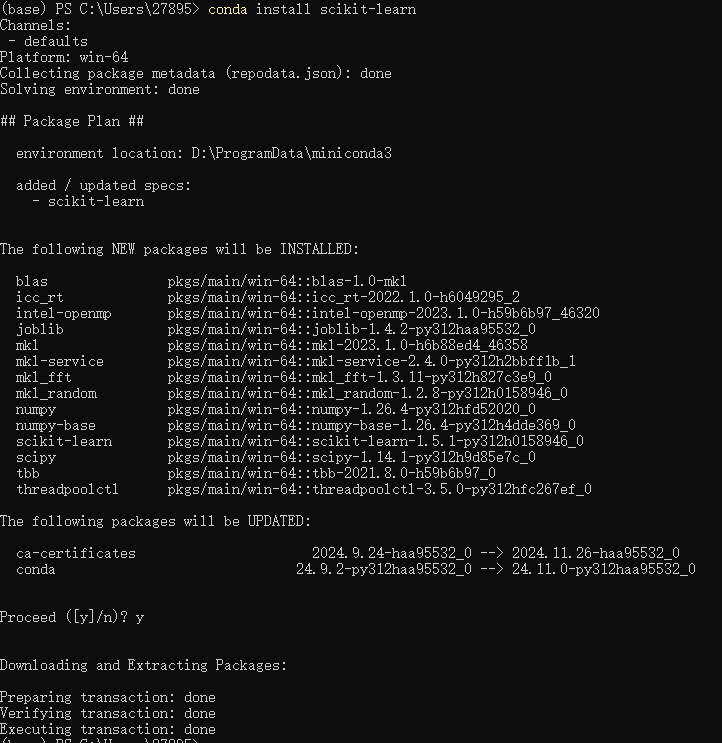 (base) PS C:\Users\27895> conda install scikit-learn
Channels:
 - defaults
Platform: win-64
Collecting package metadata (repodata.json): done
Solving environment: done
## Package Plan ##
  environment location: D:\ProgramData\miniconda3
  added / updated specs:
    - scikit-learn
The following NEW packages will be INSTALLED:
  blas               pkgs/main/win-64::blas-1.0-mkl
  icc_rt             pkgs/main/win-64::icc_rt-2022.1.0-h6049295_2
  intel-openmp       pkgs/main/win-64::intel-openmp-2023.1.0-h59b6b97_46320
  joblib             pkgs/main/win-64::joblib-1.4.2-py312haa95532_0
  mkl                pkgs/main/win-64::mkl-2023.1.0-h6b88ed4_46358
  mkl-service        pkgs/main/win-64::mkl-service-2.4.0-py312h2bbff1b_1
  mkl_fft            pkgs/main/win-64::mkl_fft-1.3.11-py312h827c3e9_0
  mkl_random         pkgs/main/win-64::mkl_random-1.2.8-py312h0158946_0
  numpy              pkgs/main/win-64::numpy-1.26.4-py312hfd52020_0
  numpy-base         pkgs/main/win-64::numpy-base-1.26.4-py312h4dde369_0
  scikit-learn       pkgs/main/win-64::scikit-learn-1.5.1-py312h0158946_0
  scipy              pkgs/main/win-64::scipy-1.14.1-py312h9d85e7c_0
  tbb                pkgs/main/win-64::tbb-2021.8.0-h59b6b97_0
  threadpoolctl      pkgs/main/win-64::threadpoolctl-3.5.0-py312hfc267ef_0
The following packages will be UPDATED:
  ca-certificates                      2024.9.24-haa95532_0 --> 2024.11.26-haa95532_0
  conda                              24.9.2-py312haa95532_0 --> 24.11.0-py312haa95532_0
Proceed ([y]/n)? y
Downloading and Extracting Packages:
Preparing transaction: done
Verifying transaction: done
Executing transaction: done
(base) PS C:\Users\27895>